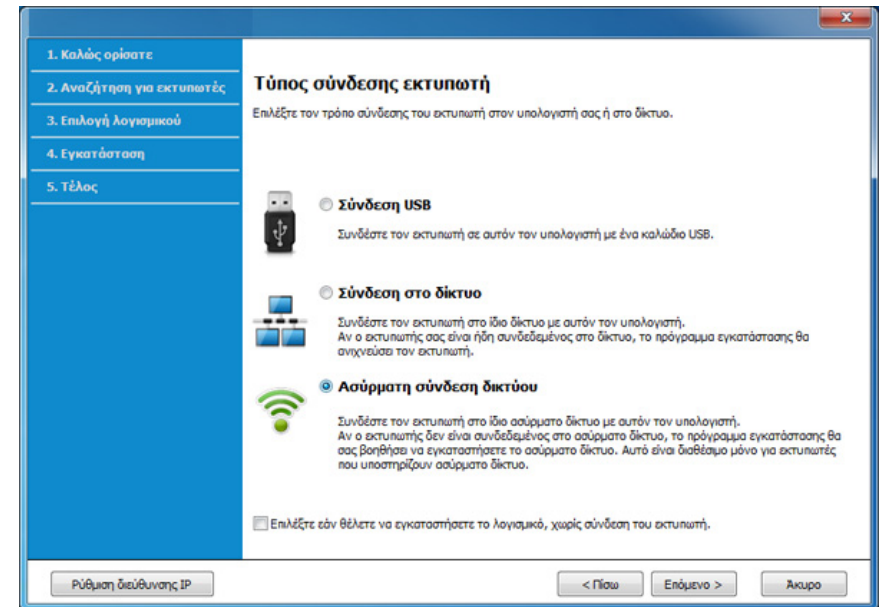 1. Καλώς ορίσατε
2. Αναζήτηση για εκτυπωτές
3. Επιλογή λογισμικού
4. Εγκατάσταση
5. Τέλος
Τύπος σύνδεσης εκτυπωτή
Επιλέξτε τον τρόπο σύνδεσης του εκτυπωτή στον υπολογιστή σας ή στο δίκτυο.
Σύνδεση USB
Συνδέστε τον εκτυπωτή σε αυτόν τον υπολογιστή με ένα καλώδιο USB.
Σύνδεση στο δίκτυο
Συνδέστε τον εκτυπωτή στο ίδιο δίκτυο με αυτόν τον υπολογιστή.
Αν ο εκτυπωτής σας είναι ήδη συνδεδεμένος στο δίκτυο, το πρόγραμμα εγκατάστασης θα
ανιχνεύσει τον εκτυπωτή.
Ασύρματη σύνδεση δικτύου
Συνδέστε τον εκτυπωτή στο ίδιο ασύρματο δίκτυο με αυτόν τον υπολογιστή.
Αν ο εκτυπωτής δεν είναι συνδεδεμένος στο ασύρματο δίκτυο, το πρόγραμμα εγκατάστασης θα
σας βοηθήσει να εγκαταστήσετε το ασύρματο δίκτυο. Αυτό είναι διαθέσιμο μόνο για εκτυπωτές
που υποστηρίζουν ασύρματο δίκτυο.
Επιλέξτε εάν θέλετε να εγκαταστήσετε το λογισμικό, χωρίς σύνδεση του εκτυπωτή.
Ρύθμιση διεύθυνσης IP
< Πίσω
Επόμενο >
Άκυρο